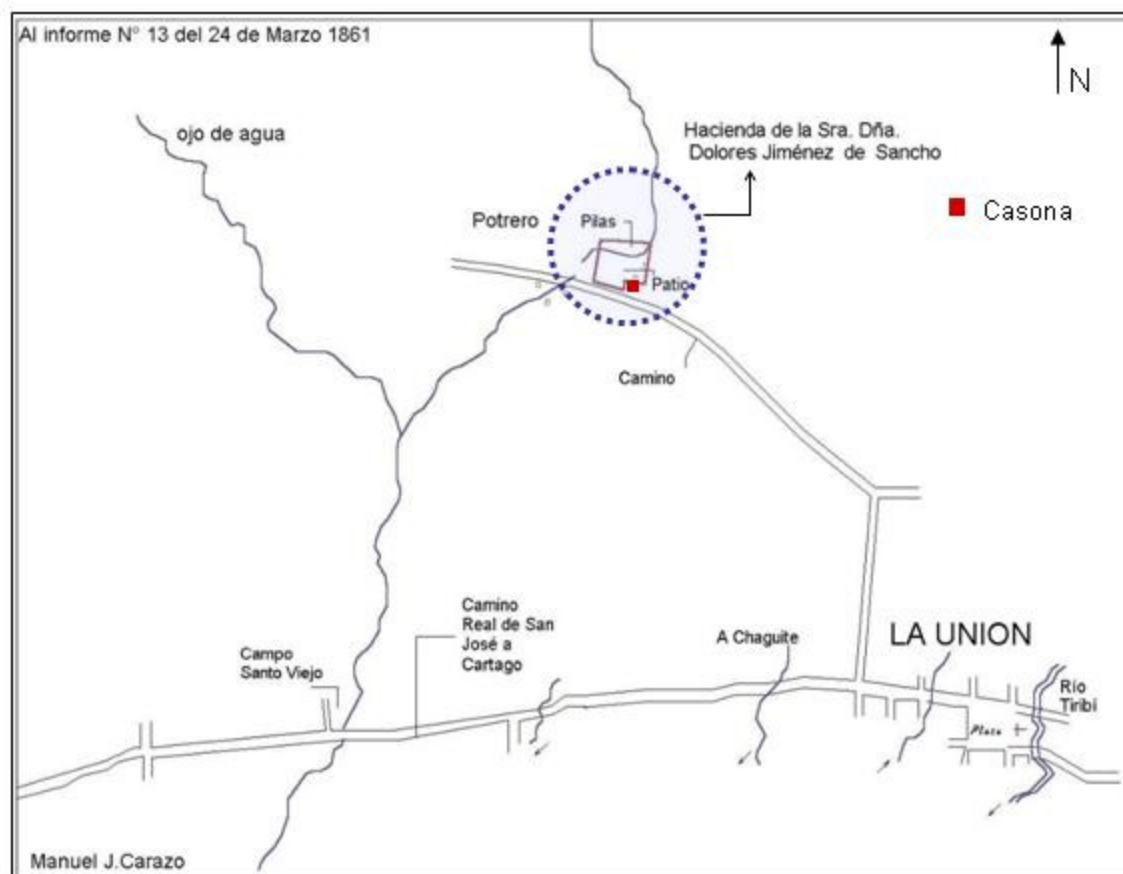 Al informe N° 13 del 24 de Marzo 1861
N
ojo de agua
Hacienda de la Sra. Dña.
Dolores Jiménez de Sancho
Casona
Potrero
Pilas
Patio
Camino
Camino
Real de San
José a
Cartago
Campo
Santo Viejo
A Chaguite
LA UNION
Río
Tiribi
Plaza
Manuel J.Carazo